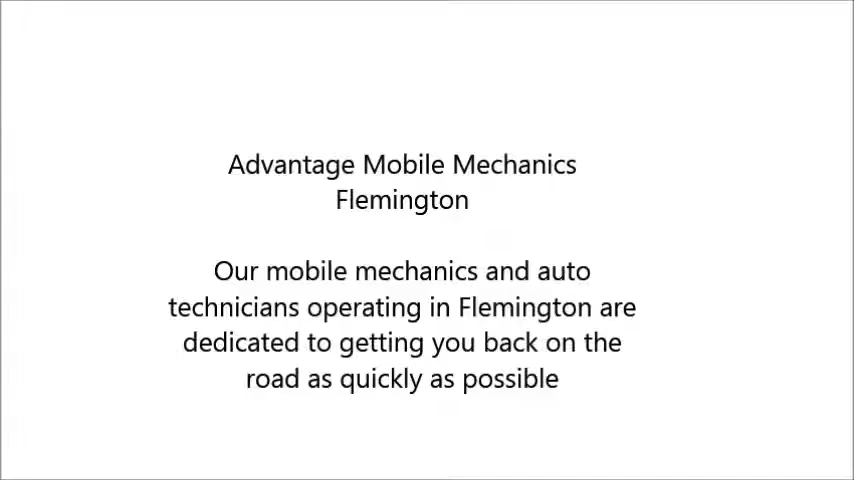 Advantage Mobile Mechanics
Flemington
Our mobile mechanics and auto
technicians operating in Flemington are
dedicated to getting you back on the
road as quickly as possible